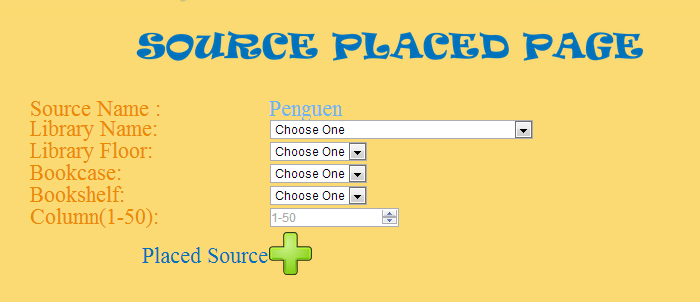 SOURCE PLACED PAGE
Source Name : Penguen
Library Name: Choose One
Library Floor: Choose One
Bookcase: Choose One
Bookshelf: Choose One
Column(1-50): 1-50
Placed Source